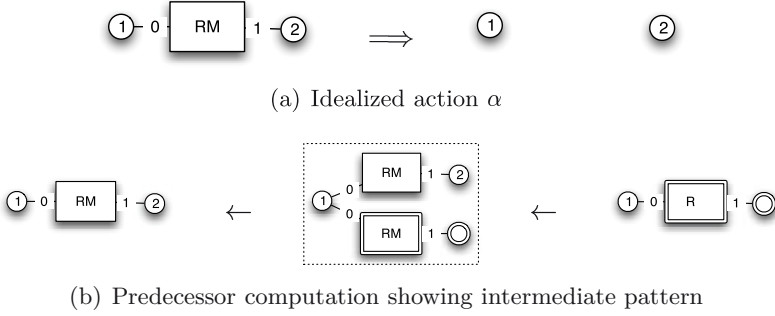 1 0 RM 1 2 ⟹ 1 2
(a) Idealized action α
1 0 RM 1 2 ← 1 0 RM 1 2 0 RM 1 ← 1 0 R 1
(b) Predecessor computation showing intermediate pattern